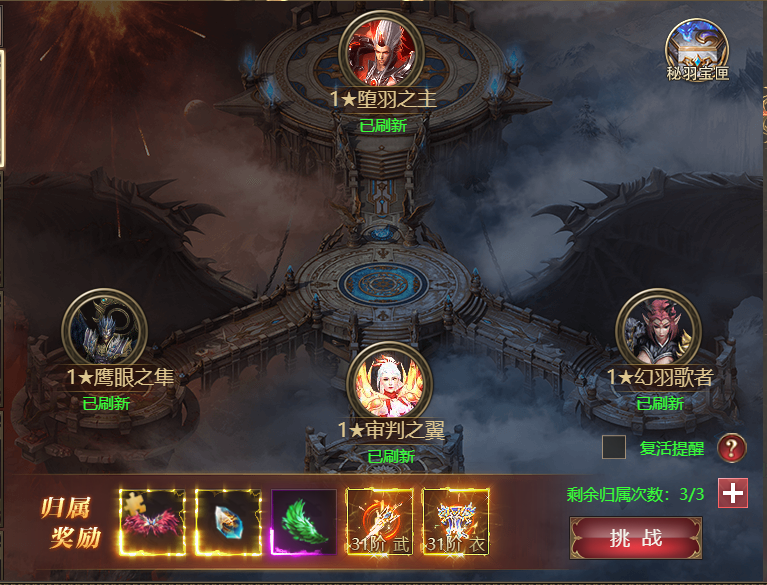 秘羽宝匣
1★堕羽之主
已刷新
1★鹰眼之隼
已刷新
1★幻羽歌者
已刷新
1★审判之翼
已刷新
复活提醒
?
归属
奖励
31阶 武
31阶 衣
剩余归属次数：3/3
挑 战